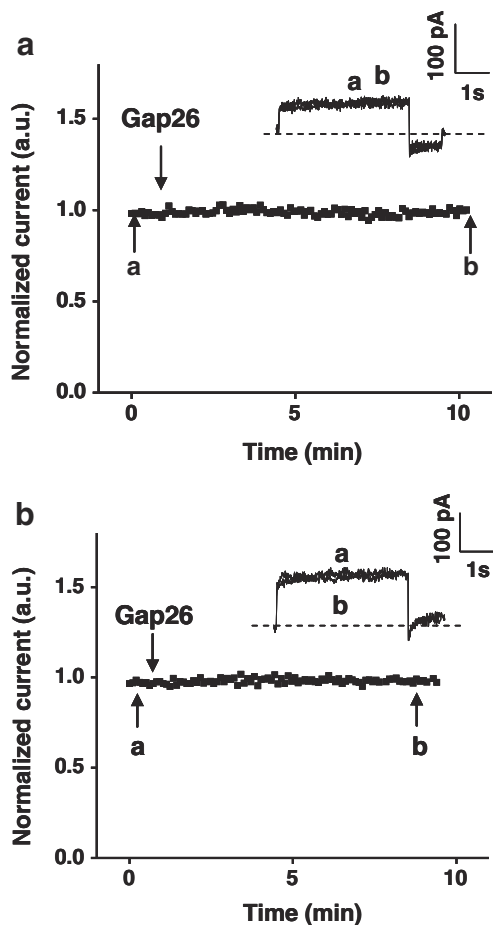 a
100 pA
1s
a b
Normalized current (a.u.)
1.5
1.0
0.5
0.0
Gap26
a
b
0
5
10
Time (min)
b
100 pA
1s
a
b
Normalized current (a.u.)
1.5
1.0
0.5
0.0
Gap26
a
b
0
5
10
Time (min)